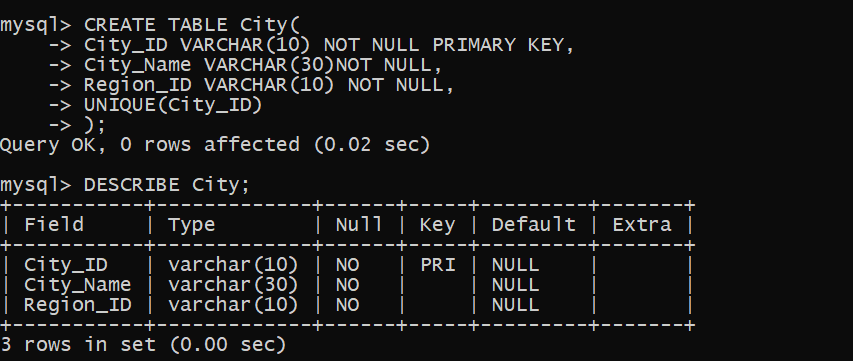 mysql> CREATE TABLE City(
    -> City_ID VARCHAR(10) NOT NULL PRIMARY KEY,
    -> City_Name VARCHAR(30)NOT NULL,
    -> Region_ID VARCHAR(10) NOT NULL,
    -> UNIQUE(City_ID)
    -> );
Query OK, 0 rows affected (0.02 sec)

mysql> DESCRIBE City;
+-----------+-------------+------+-----+---------+-------+
| Field     | Type        | Null | Key | Default | Extra |
+-----------+-------------+------+-----+---------+-------+
| City_ID   | varchar(10) | NO   | PRI | NULL    |       |
| City_Name | varchar(30) | NO   |     | NULL    |       |
| Region_ID | varchar(10) | NO   |     | NULL    |       |
+-----------+-------------+------+-----+---------+-------+
3 rows in set (0.00 sec)